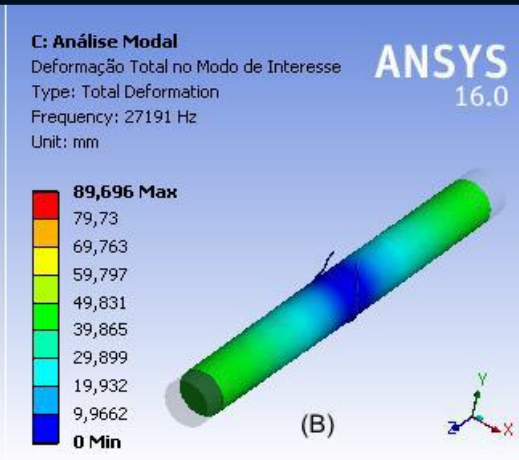 C: Análise Modal
Deformação Total no Modo de Interesse
Type: Total Deformation
Frequency: 27191 Hz
Unit: mm
ANSYS
16.0
89,696 Max
79,73
69,763
59,797
49,831
39,865
29,899
19,932
9,9662
0 Min
(B)
Y
Z
X